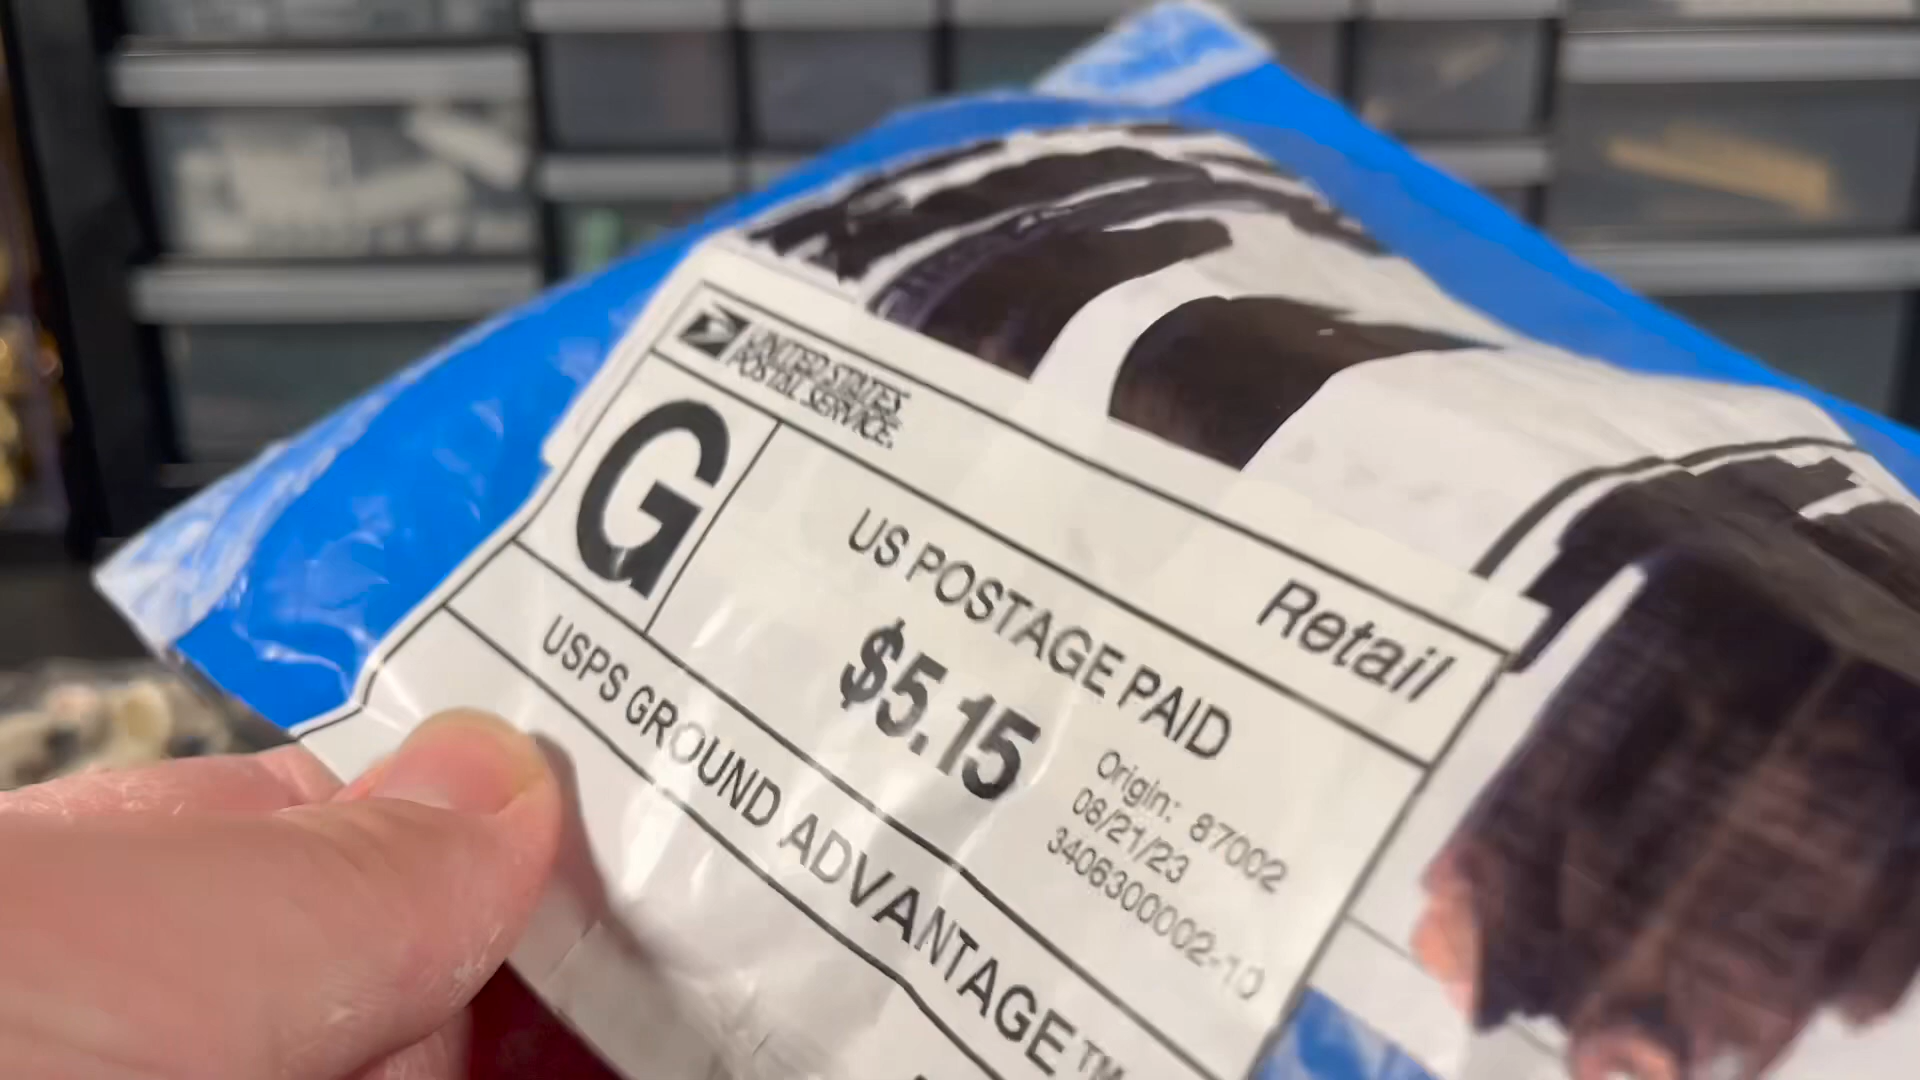 UNITED STATES
POSTAL SERVICE.
Retail
G
US POSTAGE PAID
$5.15
Origin: 87002
08/21/23
3406300002-10
USPS GROUND ADVANTAGE™